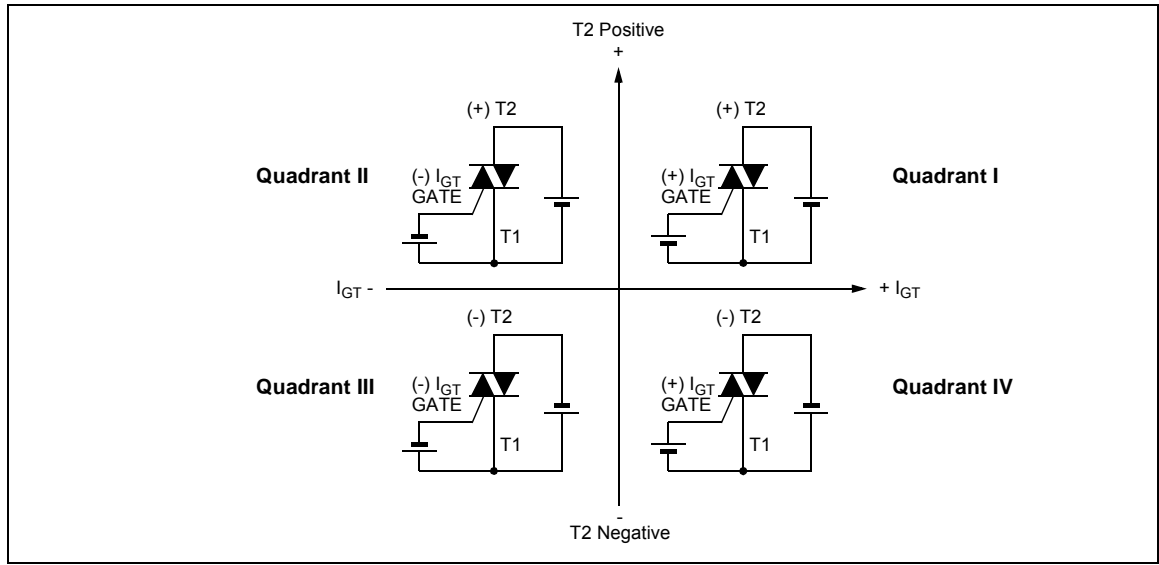 T2 Positive
+
(+) T2
(+) T2
Quadrant II
(-) IGT
GATE
T1
(+) IGT
GATE
T1
Quadrant I
IGT -
+ IGT
(-) T2
(-) T2
Quadrant III
(-) IGT
GATE
T1
(+) IGT
GATE
T1
Quadrant IV
-
T2 Negative